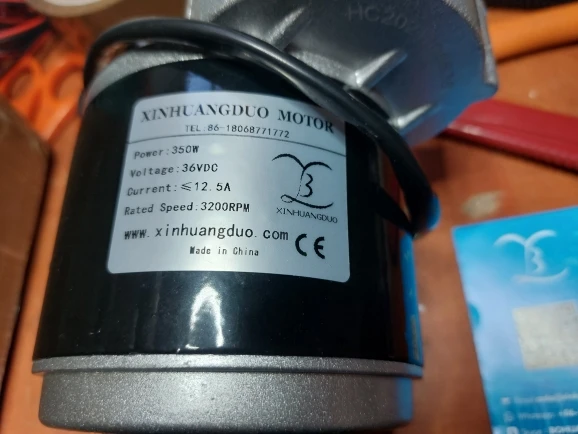 XINHUANGDUO MOTOR
TEL.86-18068771772
Power:350W
Voltage:36VDC
Current:≤12.5A
Rated Speed:3200RPM
XINHUANGDUO
www.xinhuangduo.com
CE
Made in China